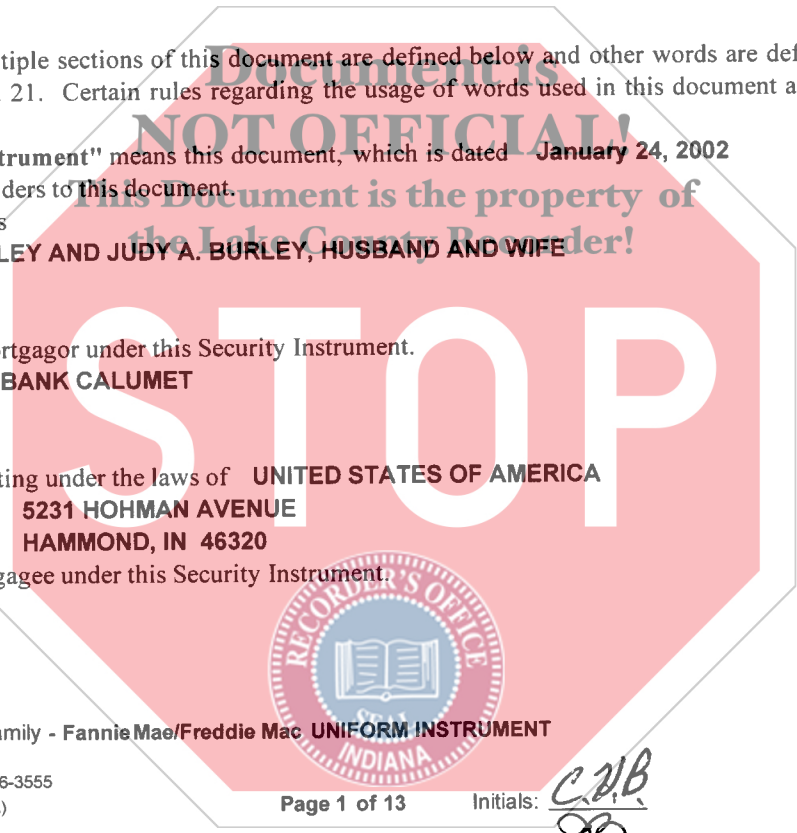 tiple sections of this document are defined below and other words are def
21. Certain rules regarding the usage of words used in this document a
Document is
NOT OFFICIAL!
This Document is the property of
the Lake County Recorder!
trument" means this document, which is dated January 24, 2002
ders to this document.
s
LEY AND JUDY A. BURLEY, HUSBAND AND WIFE
STOP
rtgagor under this Security Instrument.
BANK CALUMET
ting under the laws of UNITED STATES OF AMERICA
5231 HOHMAN AVENUE
HAMMOND, IN 46320
gagee under this Security Instrument.
RECORDER'S OFFICE
SEAL
INDIANA
amily - Fannie Mae/Freddie Mac UNIFORM INSTRUMENT
6-3555
)
Page 1 of 13 Initials: C.H.B